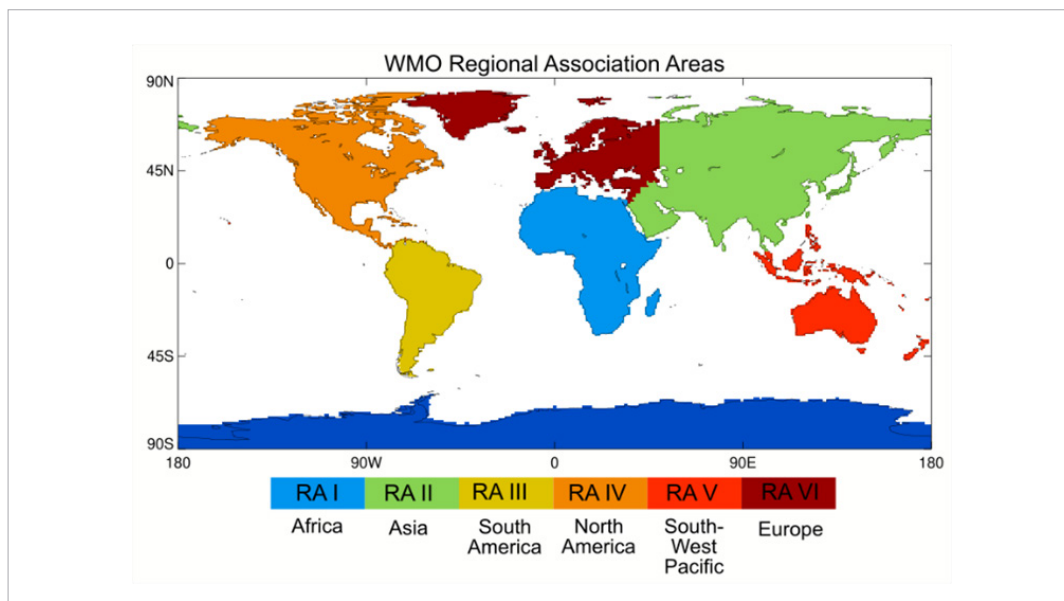 WMO Regional Association Areas
90N
45N
0
45S
90S
180
90W
0
90E
180
RA I
RA II
RA III
RA IV
RA V
RA VI
Africa
Asia
South
America
North
America
South-
West
Pacific
Europe